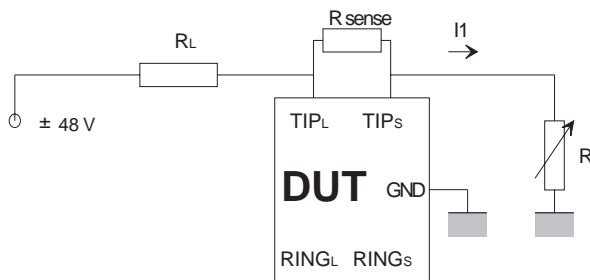 R sense
RL
I1
± 48 V
TIPL TIPS
R
DUT GND
RINGL RINGS